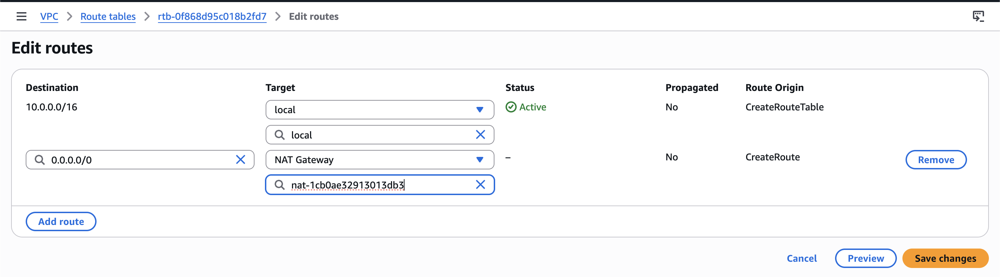 VPC > Route tables > rtb-0f868d95c018b2fd7 > Edit routes
Edit routes
Destination Target Status Propagated Route Origin
10.0.0.0/16 local Active No CreateRouteTable
local
0.0.0.0/0 NAT Gateway – No CreateRoute Remove
nat-1cb0ae32913013db3
Add route
Cancel Preview Save changes